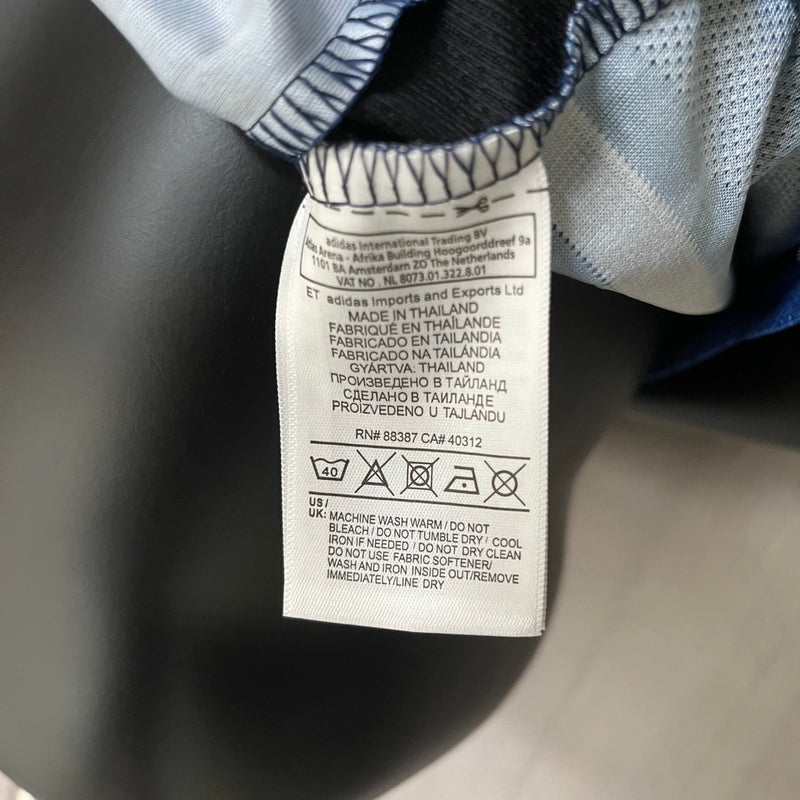 adidas International Trading BV
adidas Arena - Afrika Building Hoogoorddreef 9a
1101 BA Amsterdam ZO The Netherlands
VAT NO . NL 8073.01.322.8.01
ET adidas Imports and Exports Ltd
MADE IN THAILAND
FABRIQUÉ EN THAÏLANDE
FABRICADO EN TAILANDIA
FABRICADO NA TAILÂNDIA
GYÁRTVA: THAILAND
ПРОИЗВЕДЕНО В ТАЙЛАНД
СДЕЛАНО В ТАИЛАНДЕ
PROIZVEDENO U TAJLANDU
RN# 88387 CA# 40312
40
US /
UK: MACHINE WASH WARM / DO NOT
BLEACH / DO NOT TUMBLE DRY / COOL
IRON IF NEEDED / DO NOT DRY CLEAN
DO NOT USE FABRIC SOFTENER/
WASH AND IRON INSIDE OUT/REMOVE
IMMEDIATELY/LINE DRY